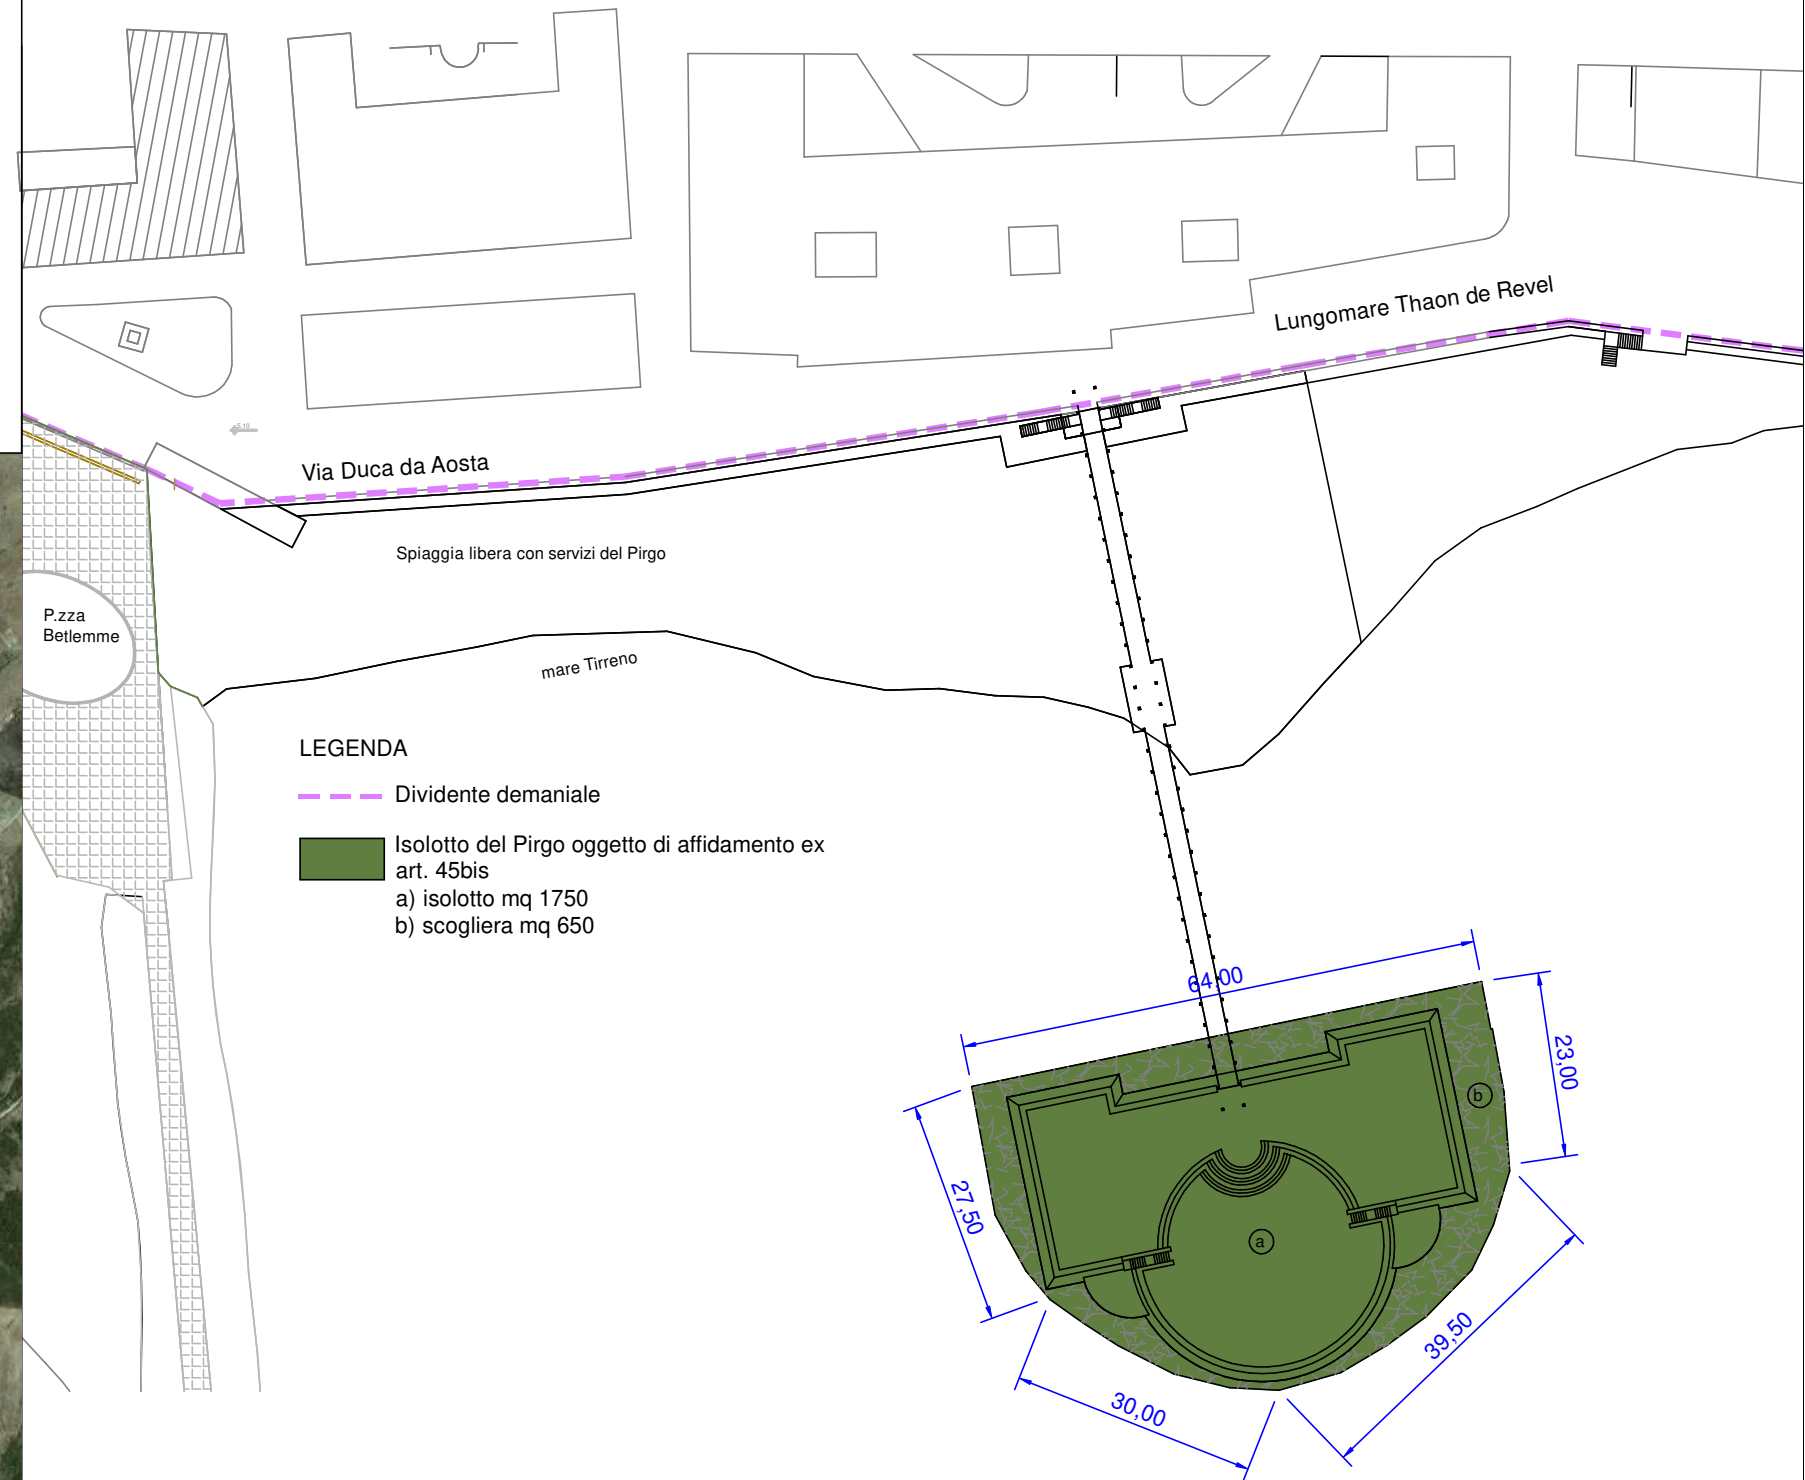 Lungomare Thaon de Revel
Via Duca da Aosta
Spiaggia libera con servizi del Pirgo
P.zza
Betlemme
mare Tirreno
LEGENDA
Dividente demaniale
Isolotto del Pirgo oggetto di affidamento ex
art. 45bis
a) isolotto mq 1750
b) scogliera mq 650
64,00
23,00
b
27,50
a
39,50
30,00